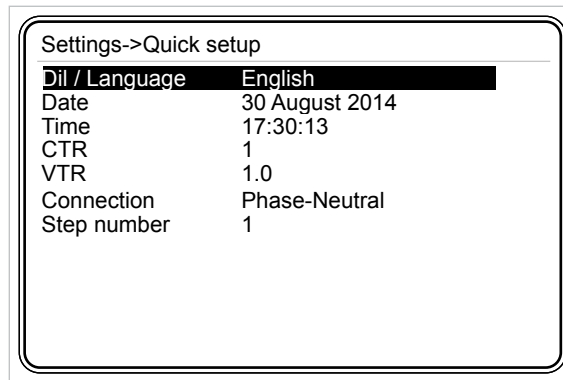 Settings->Quick setup
Dil / Language English
Date 30 August 2014
Time 17:30:13
CTR 1
VTR 1.0
Connection Phase-Neutral
Step number 1